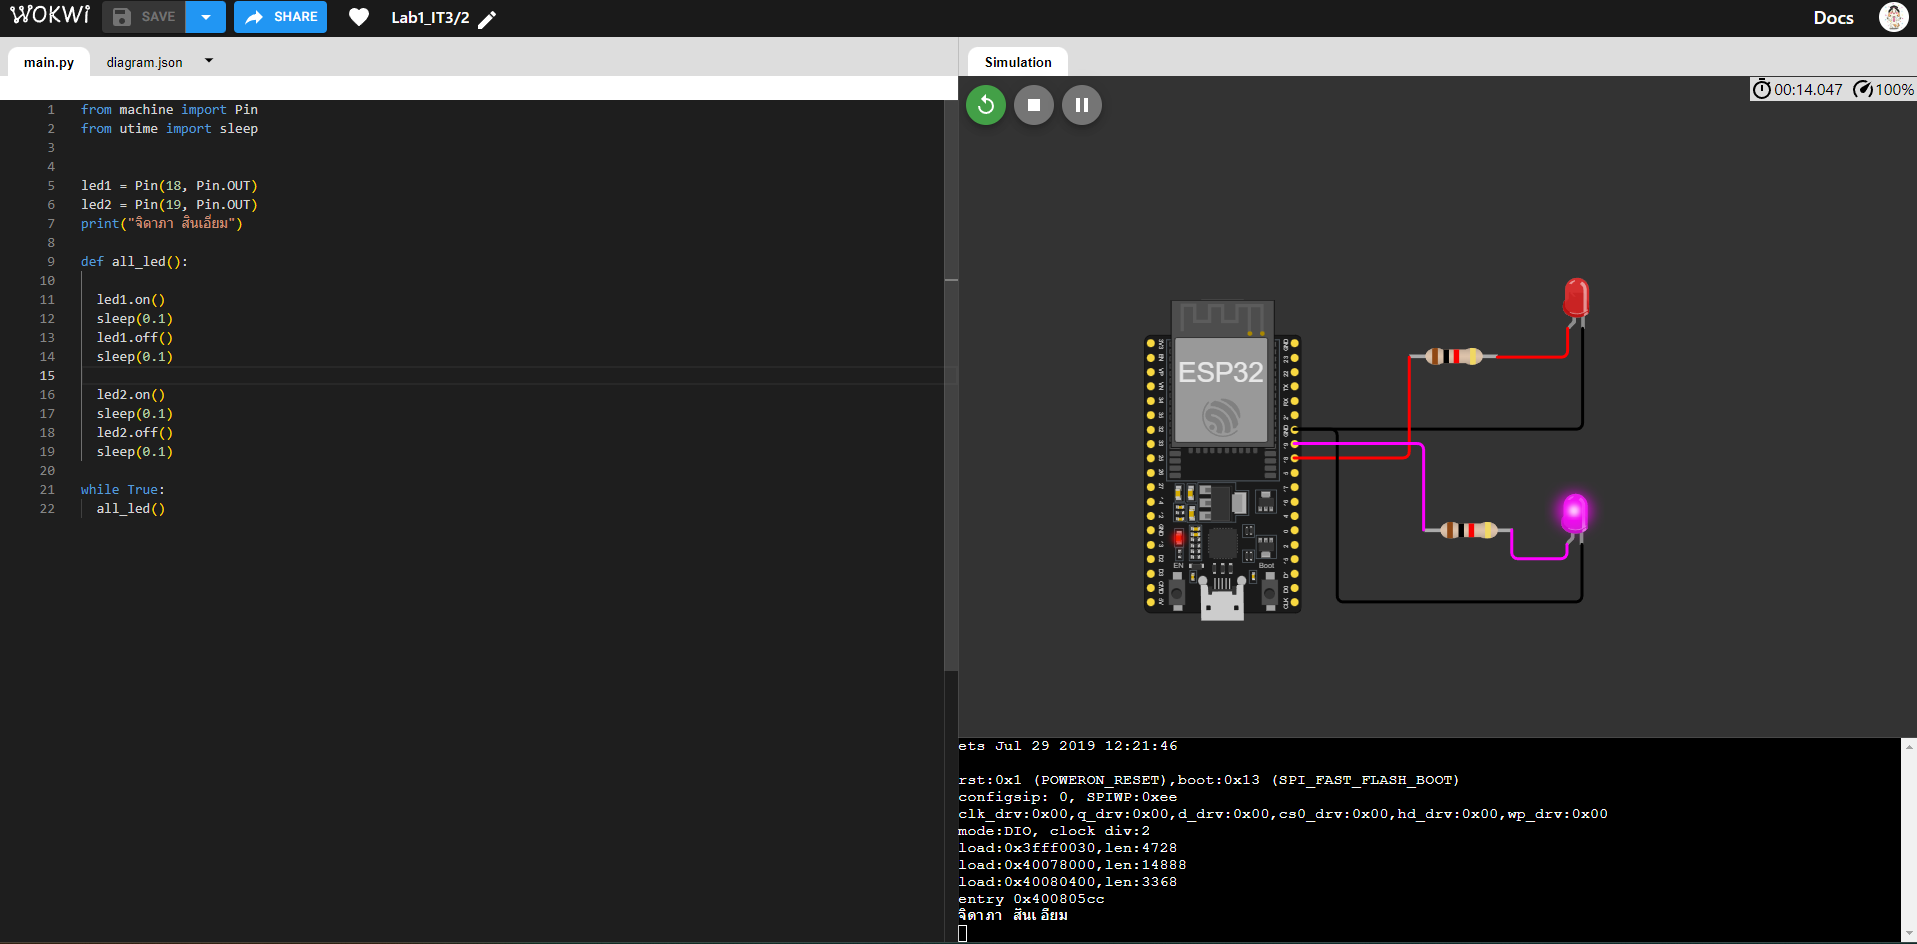 WOKWi
SAVE
SHARE
Lab1_IT3/2
Docs
main.py
diagram.json
Simulation
00:14.047
100%
1 from machine import Pin
2 from utime import sleep
3
4
5 led1 = Pin(18, Pin.OUT)
6 led2 = Pin(19, Pin.OUT)
7 print("จิดาภา สินเอี่ยม")
8
9 def all_led():
10
11 led1.on()
12 sleep(0.1)
13 led1.off()
14 sleep(0.1)
15
16 led2.on()
17 sleep(0.1)
18 led2.off()
19 sleep(0.1)
20
21 while True:
22 all_led()
ESP32
EN
Boot
ets Jul 29 2019 12:21:46
rst:0x1 (POWERON_RESET),boot:0x13 (SPI_FAST_FLASH_BOOT)
configsip: 0, SPIWP:0xee
clk_drv:0x00,q_drv:0x00,d_drv:0x00,cs0_drv:0x00,hd_drv:0x00,wp_drv:0x00
mode:DIO, clock div:2
load:0x3fff0030,len:4728
load:0x40078000,len:14888
load:0x40080400,len:3368
entry 0x400805cc
จิดาภา สินเอี่ยม